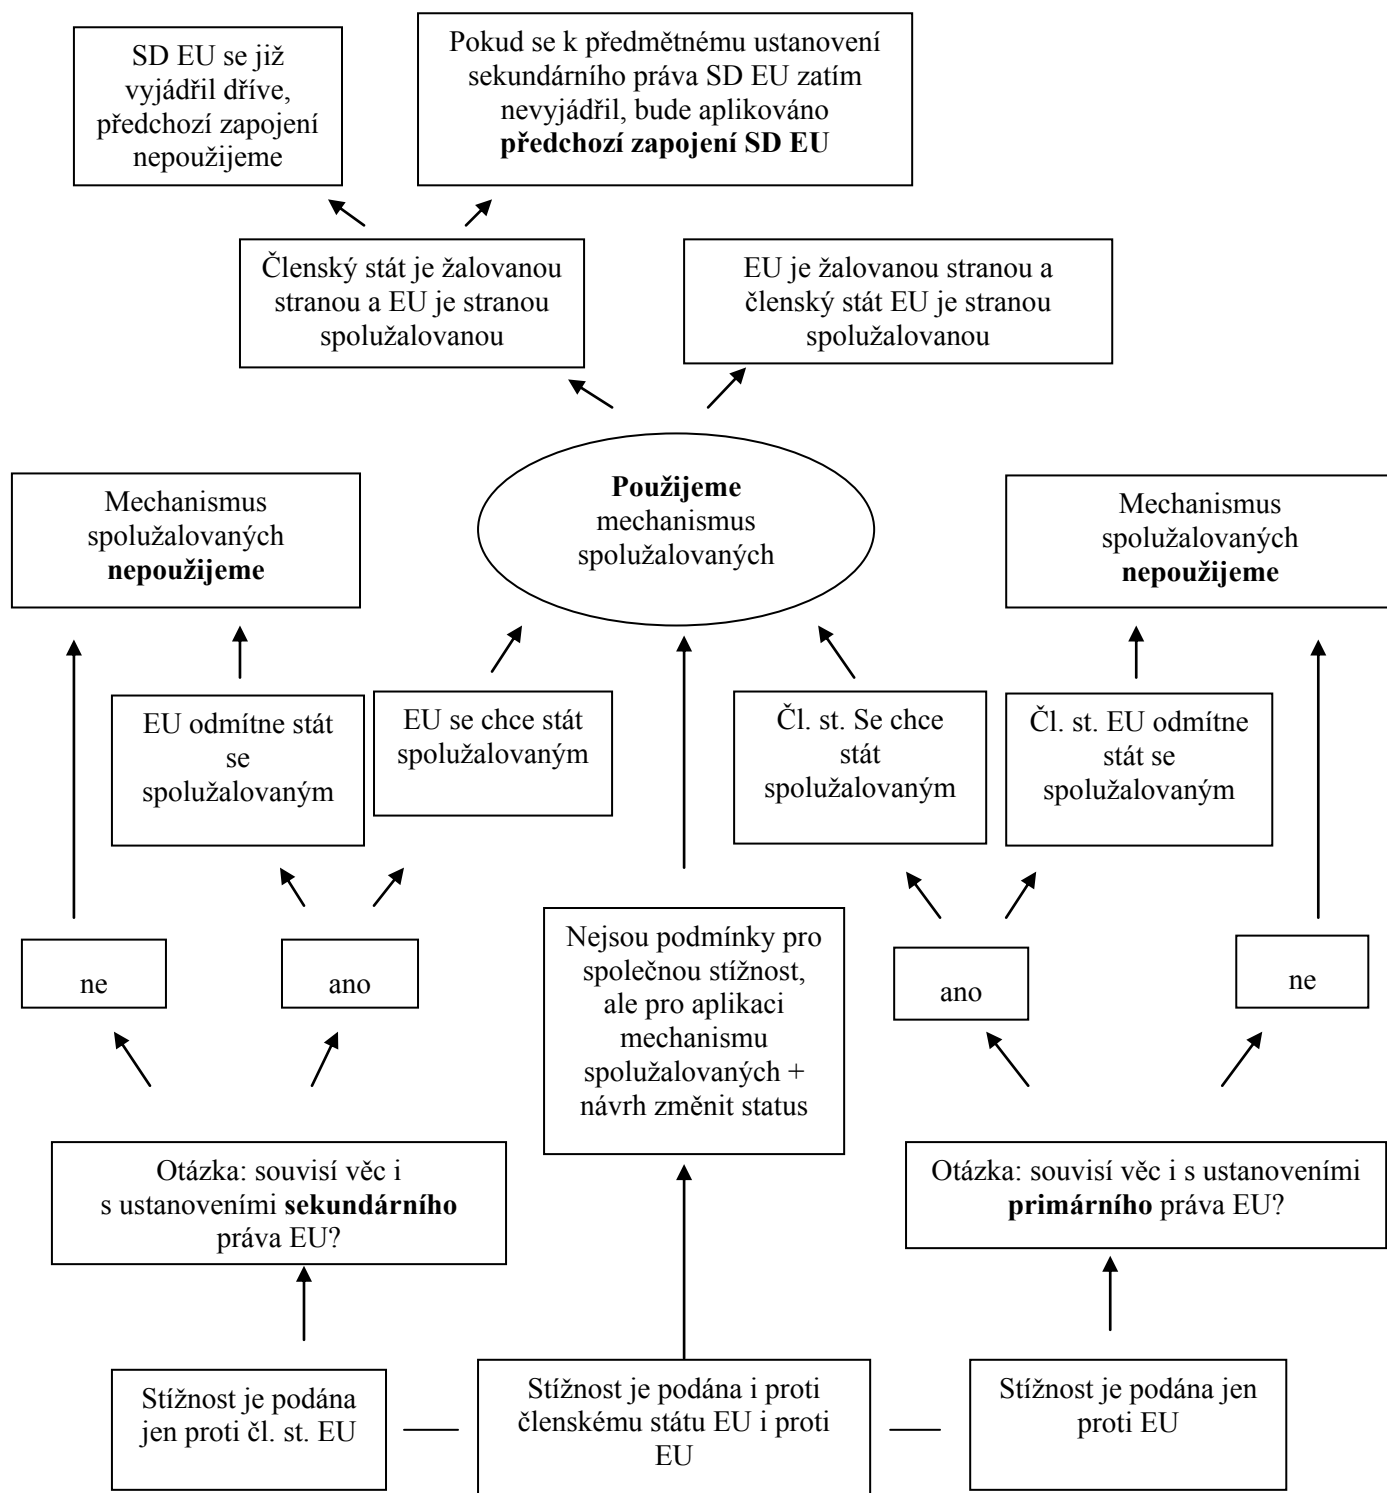 SD EU se již
vyjádřil dříve,
předchozí zapojení
nepoužijeme
Pokud se k předmětnému ustanovení
sekundárního práva SD EU zatím
nevyjádřil, bude aplikováno
předchozí zapojení SD EU
Členský stát je žalovanou
stranou a EU je stranou
spolužalovanou
EU je žalovanou stranou a
členský stát EU je stranou
spolužalovanou
Mechanismus
spolužalovaných
nepoužijeme
Použijeme
mechanismus
spolužalovaných
Mechanismus
spolužalovaných
nepoužijeme
EU odmítne stát
se
spolužalovaným
EU se chce stát
spolužalovaným
Čl. st. Se chce
stát
spolužalovaným
Čl. st. EU odmítne
stát se
spolužalovaným
ne
ano
Nejsou podmínky pro
společnou stížnost,
ale pro aplikaci
mechanismu
spolužalovaných +
návrh změnit status
ano
ne
Otázka: souvisí věc i
s ustanoveními sekundárního
práva EU?
Otázka: souvisí věc i s ustanoveními
primárního práva EU?
Stížnost je podána
jen proti čl. st. EU
Stížnost je podána i proti
členskému státu EU i proti
EU
Stížnost je podána jen
proti EU